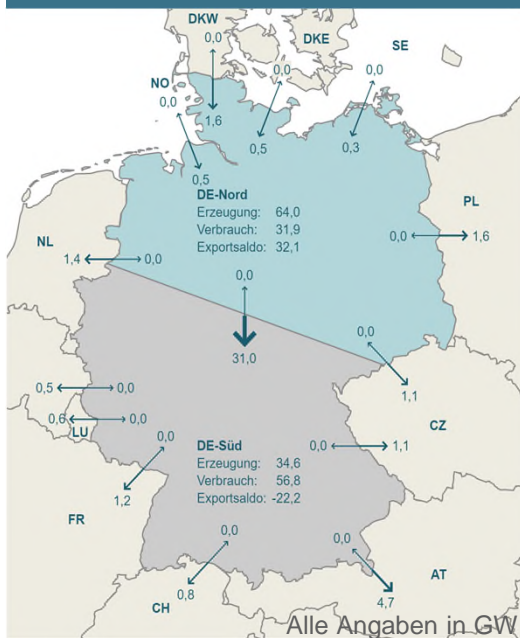 DKW
0,0
DKE
0,0
SE
0,0
NO
0,0
1,6
0,5
0,3
0,5
DE-Nord
Erzeugung: 64,0
Verbrauch: 31,9
Exportsaldo: 32,1
PL
0,0
1,6
NL
1,4
0,0
0,0
31,0
0,0
1,1
0,5
0,0
0,6
0,0
LU
CZ
0,0
1,1
0,0
1,2
DE-Süd
Erzeugung: 34,6
Verbrauch: 56,8
Exportsaldo: -22,2
FR
0,0
0,8
0,0
4,7
AT
CH
Alle Angaben in GW